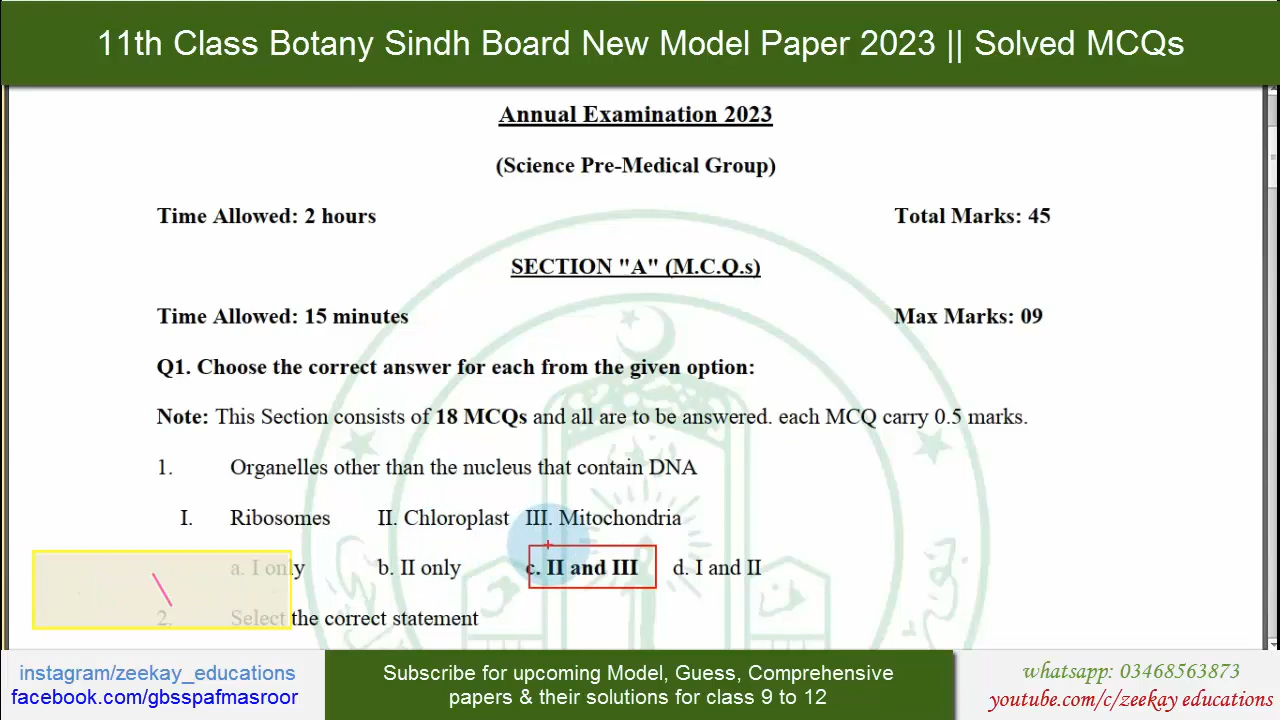 11th Class Botany Sindh Board New Model Paper 2023 || Solved MCQs
Annual Examination 2023
(Science Pre-Medical Group)
Time Allowed: 2 hours Total Marks: 45
SECTION "A" (M.C.Q.s)
Time Allowed: 15 minutes Max Marks: 09
Q1. Choose the correct answer for each from the given option:
Note: This Section consists of 18 MCQs and all are to be answered. each MCQ carry 0.5 marks.
1. Organelles other than the nucleus that contain DNA
I. Ribosomes II. Chloroplast III. Mitochondria
a. I only b. II only c. II and III d. I and II
2. Select the correct statement
instagram/zeekay_educations
facebook.com/gbsspafmasroor
Subscribe for upcoming Model, Guess, Comprehensive
papers & their solutions for class 9 to 12
whatsapp: 03468563873
youtube.com/c/zeekay educations